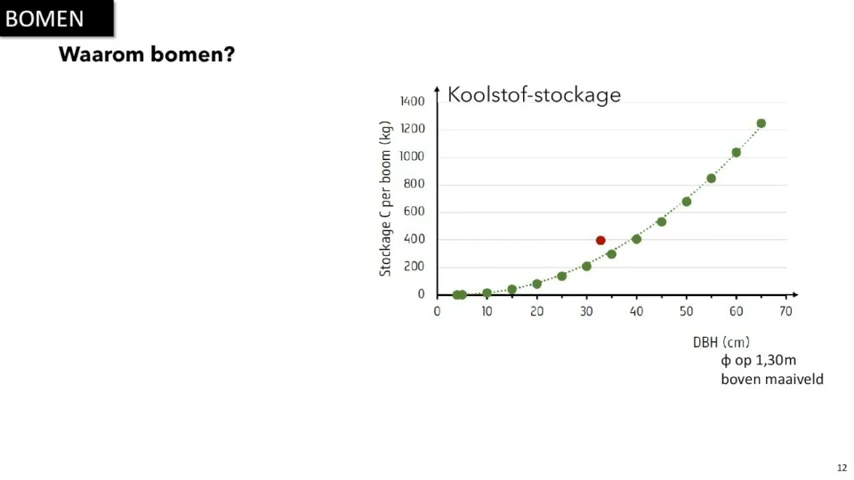 BOMEN
Waarom bomen?
Koolstof-stockage
Stockage C per boom (kg)
1400
1200
1000
800
600
400
200
0
0 10 20 30 40 50 60 70
DBH (cm)
ϕ op 1,30m
boven maaiveld
12